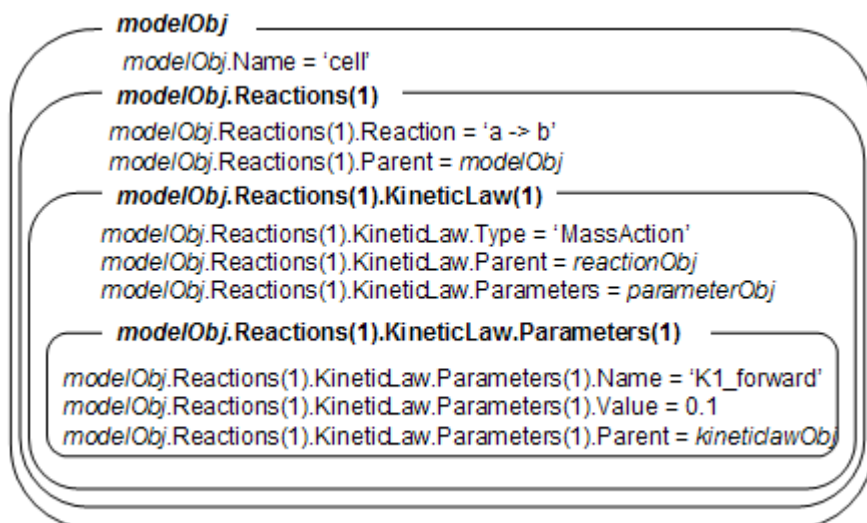 modelObj
modelObj.Name = ‘cell’
modelObj.Reactions(1)
modelObj.Reactions(1).Reaction = ‘a -> b’
modelObj.Reactions(1).Parent = modelObj
modelObj.Reactions(1).KineticLaw(1)
modelObj.Reactions(1).KineticLaw.Type = ‘MassAction’
modelObj.Reactions(1).KineticLaw.Parent = reactionObj
modelObj.Reactions(1).KineticLaw.Parameters = parameterObj
modelObj.Reactions(1).KineticLaw.Parameters(1)
modelObj.Reactions(1).KineticLaw.Parameters(1).Name = ‘K1_forward’
modelObj.Reactions(1).KineticLaw.Parameters(1).Value = 0.1
modelObj.Reactions(1).KineticLaw.Parameters(1).Parent = kineticlawObj